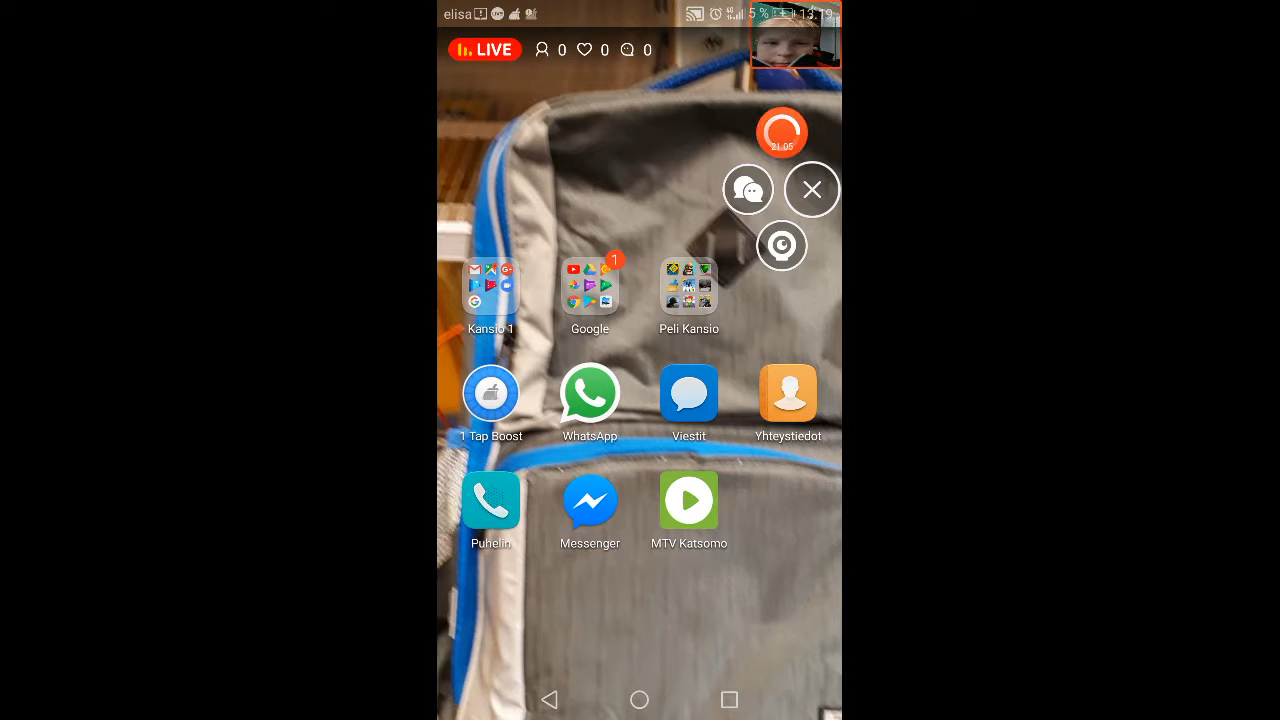 elisa 5 % 13.19
LIVE 0 0 0
21.05
1
Kansio 1 Google Peli Kansio
1 Tap Boost WhatsApp Viestit Yhteystiedot
Puhelin Messenger MTV Katsomo